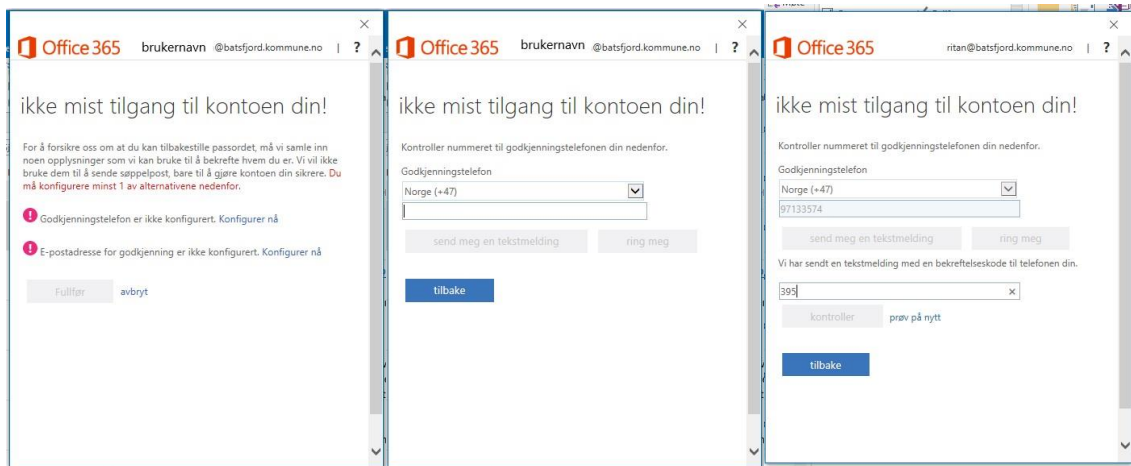 Office 365 brukernavn @batsfjord.kommune.no | ?
ikke mist tilgang til kontoen din!
For å forsikre oss om at du kan tilbakestille passordet, må vi samle inn
noen opplysninger som vi kan bruke til å bekrefte hvem du er. Vi vil ikke
bruke dem til å sende søppelpost, bare til å gjøre kontoen din sikrere. Du
må konfigurere minst 1 av alternativene nedenfor.
Godkjenningstelefon er ikke konfigurert. Konfigurer nå
E-postadresse for godkjenning er ikke konfigurert. Konfigurer nå
Fullfør avbryt
Office 365 brukernavn @batsfjord.kommune.no | ?
ikke mist tilgang til kontoen din!
Kontroller nummeret til godkjenningstelefonen din nedenfor.
Godkjenningstelefon
Norge (+47)
send meg en tekstmelding ring meg
tilbake
Office 365 ritan@batsfjord.kommune.no | ?
ikke mist tilgang til kontoen din!
Kontroller nummeret til godkjenningstelefonen din nedenfor.
Godkjenningstelefon
Norge (+47)
97133574
send meg en tekstmelding ring meg
Vi har sendt en tekstmelding med en bekreftelseskode til telefonen din.
395
kontroller prøv på nytt
tilbake